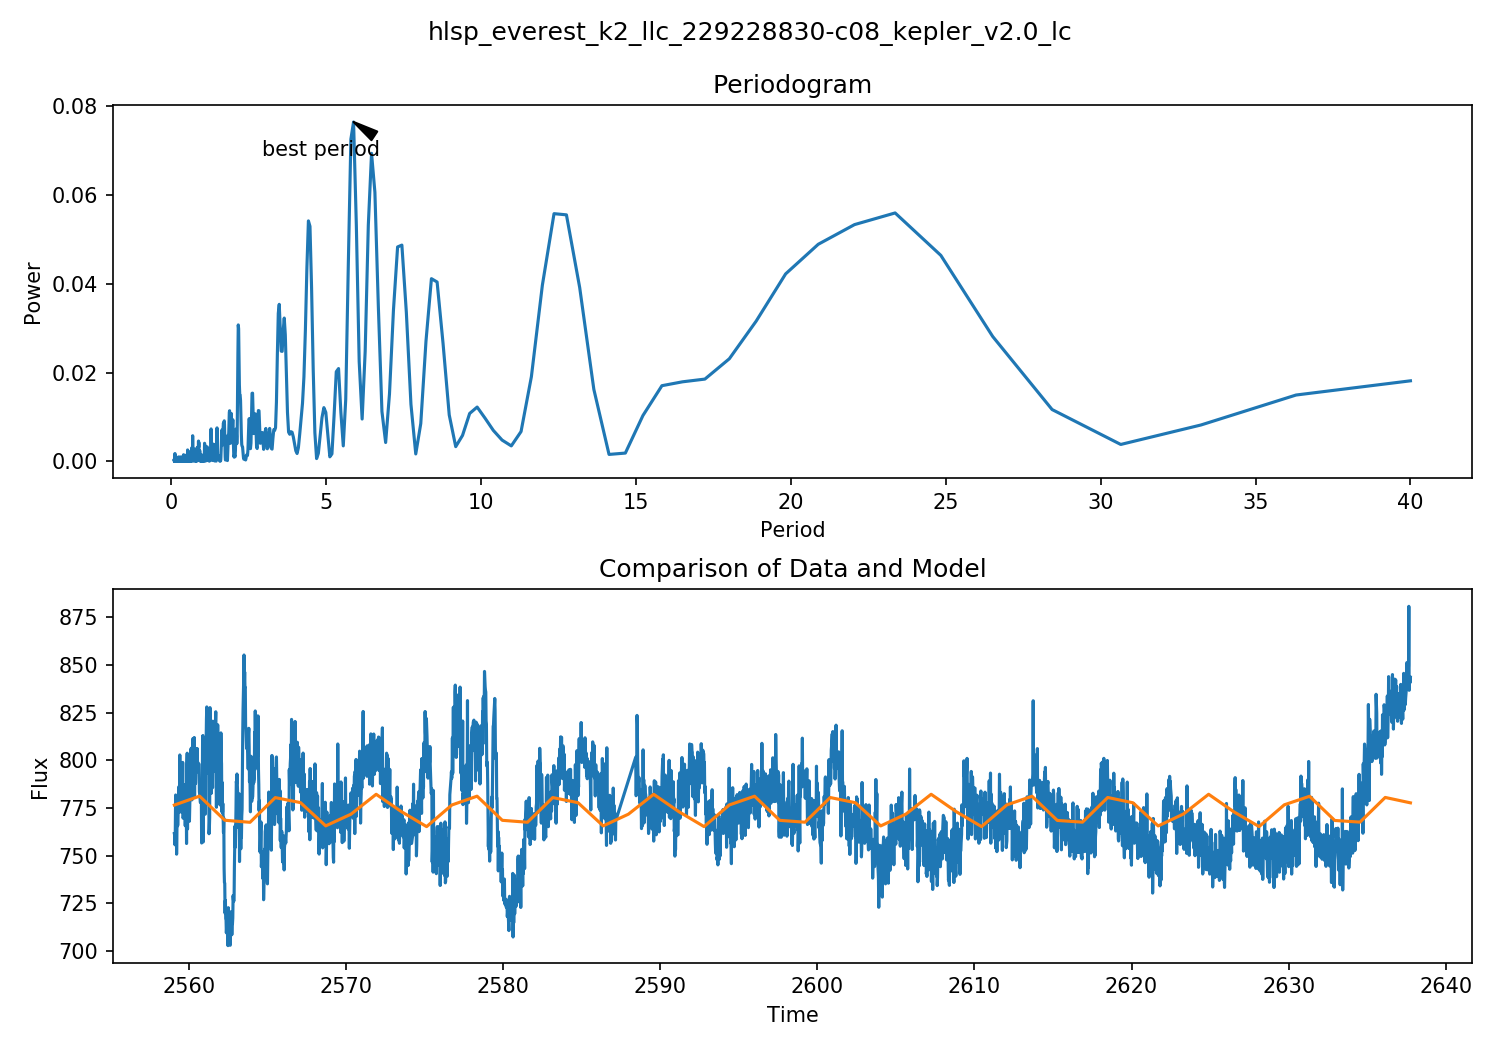 hlsp_everest_k2_llc_229228830-c08_kepler_v2.0_lc
Periodogram
0.08
0.06
0.04
0.02
0.00
Power
best period
0 5 10 15 20 25 30 35 40
Period
Comparison of Data and Model
875
850
825
800
775
750
725
700
Flux
2560 2570 2580 2590 2600 2610 2620 2630 2640
Time